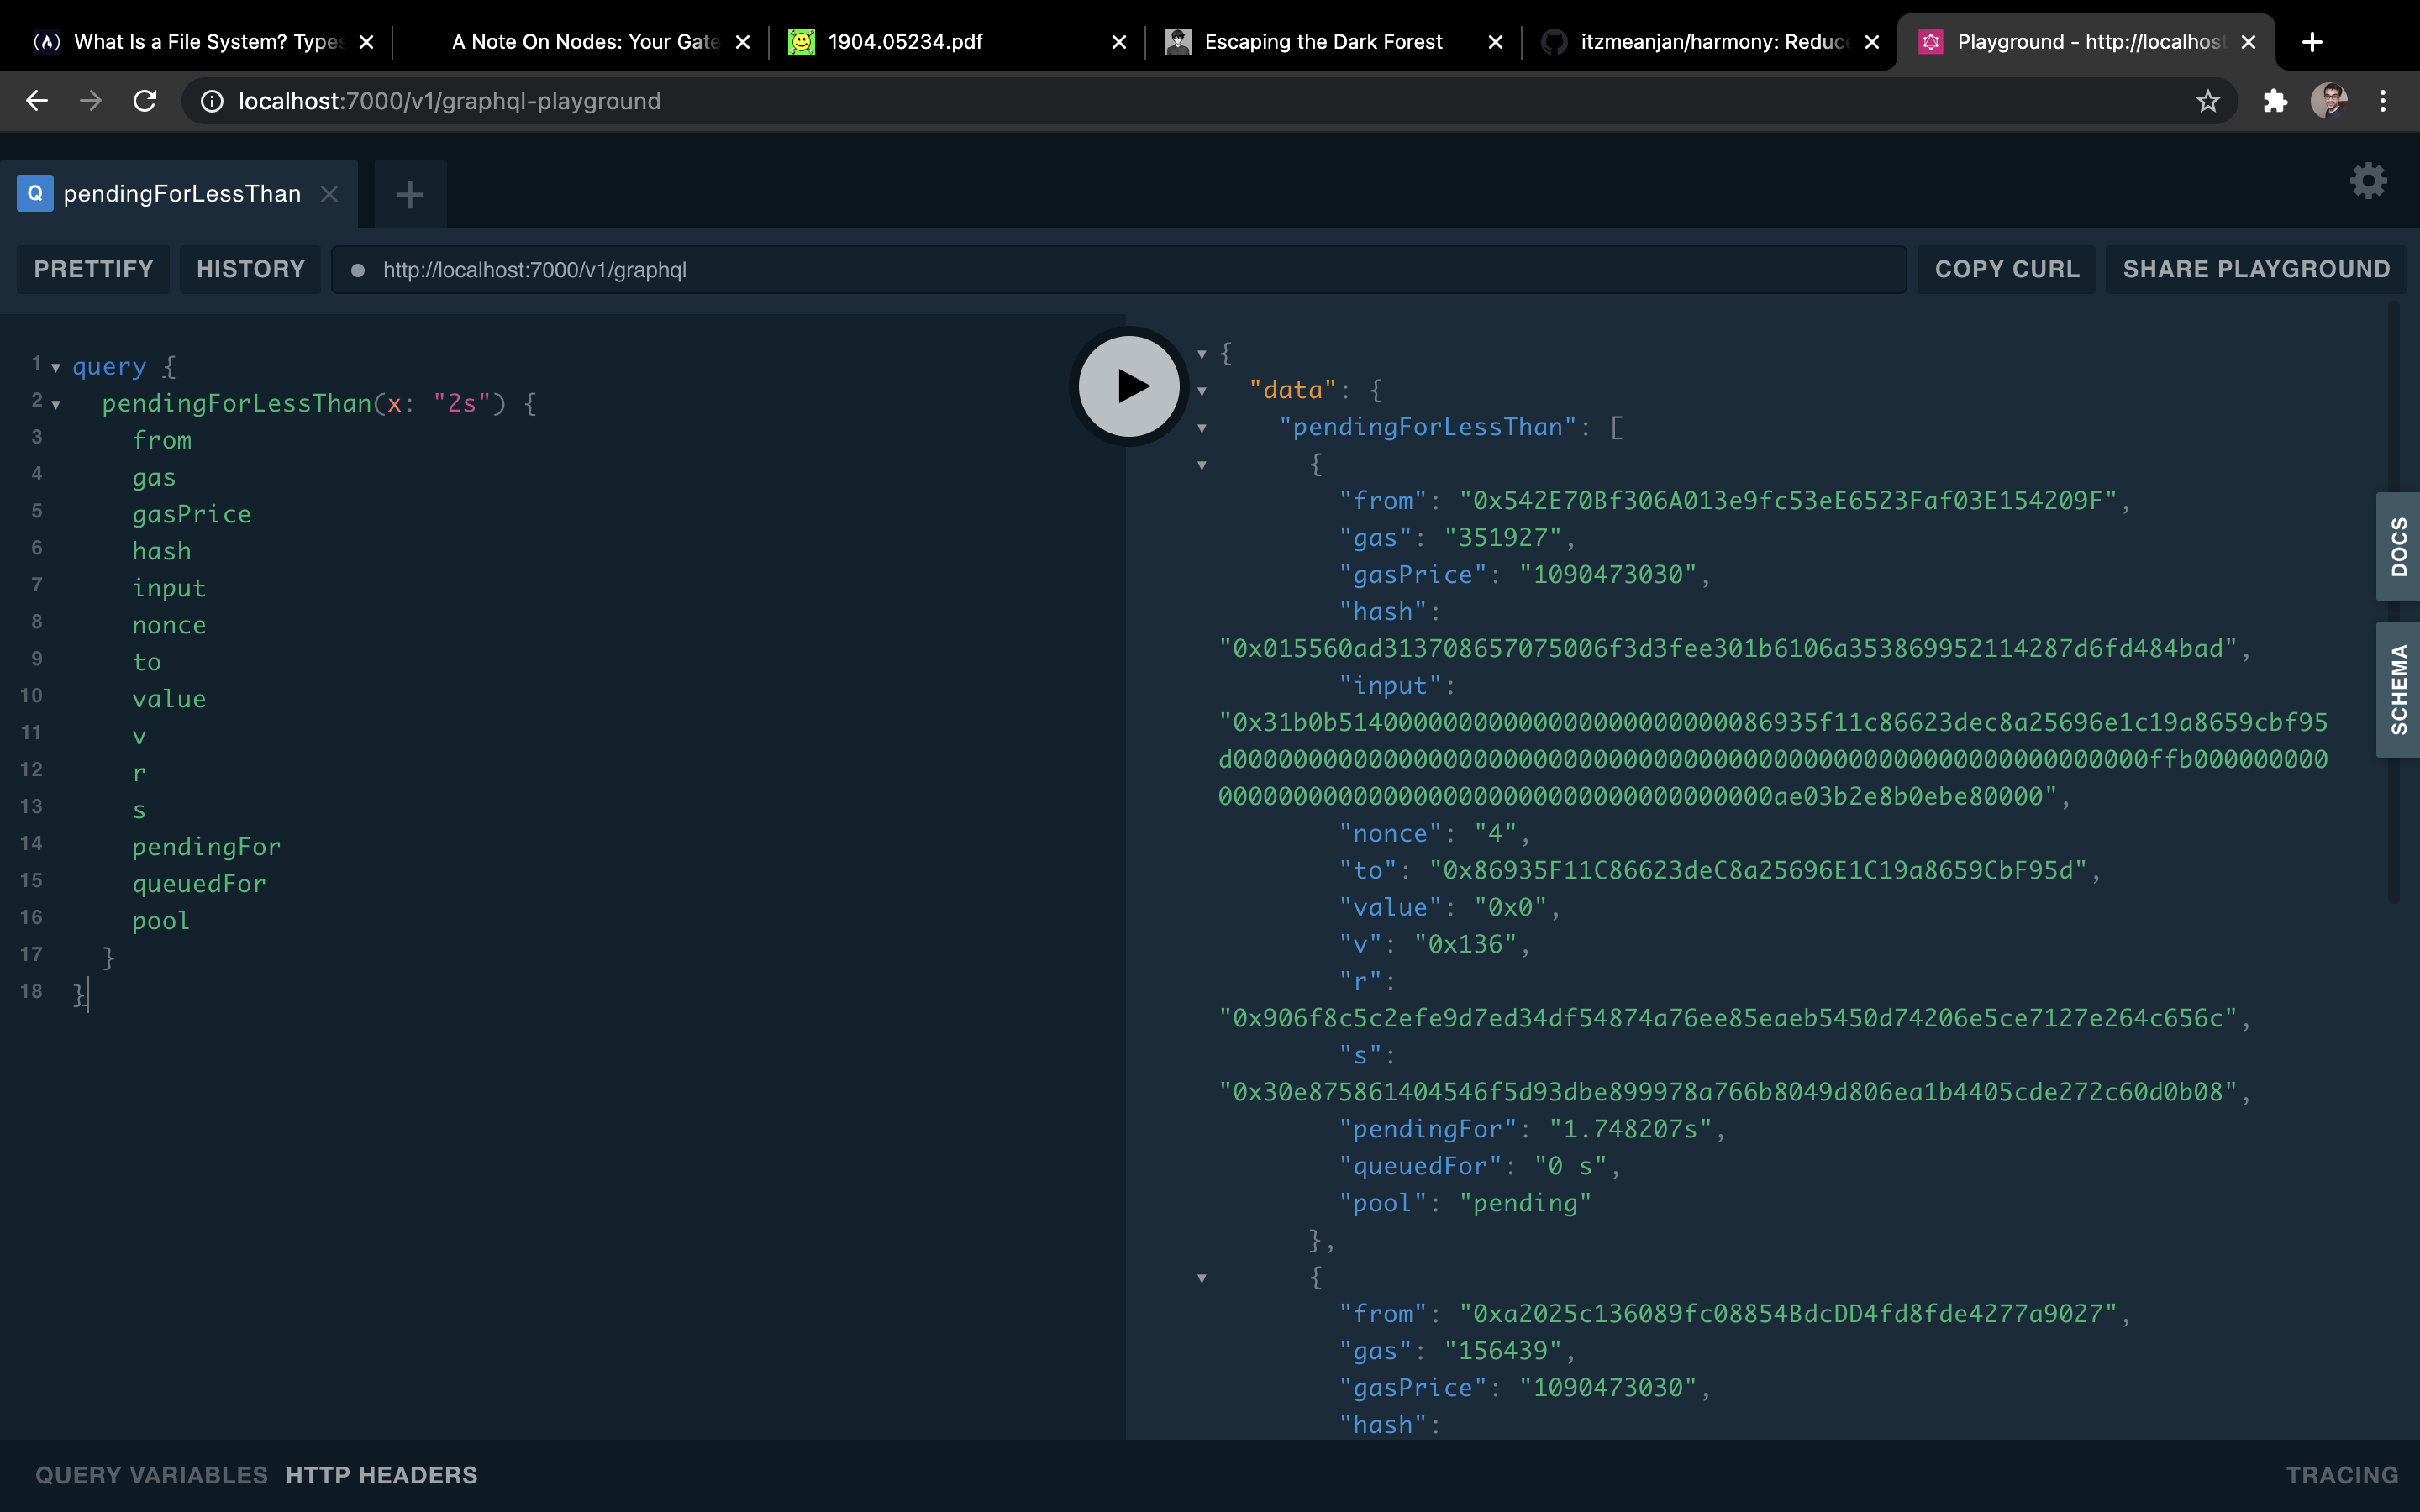 What Is a File System? Types
A Note On Nodes: Your Gate
1904.05234.pdf
Escaping the Dark Forest
itzmeanjan/harmony: Reduce
Playground - http://localhost
localhost:7000/v1/graphql-playground
Q pendingForLessThan
PRETTIFY
HISTORY
http://localhost:7000/v1/graphql
COPY CURL
SHARE PLAYGROUND
1 query {
2 pendingForLessThan(x: "2s") {
3 from
4 gas
5 gasPrice
6 hash
7 input
8 nonce
9 to
10 value
11 v
12 r
13 s
14 pendingFor
15 queuedFor
16 pool
17 }
18 }
{
"data": {
"pendingForLessThan": [
{
"from": "0x542E70Bf306A013e9fc53eE6523Faf03E154209F",
"gas": "351927",
"gasPrice": "1090473030",
"hash":
"0x015560ad313708657075006f3d3fee301b6106a353869952114287d6fd484bad",
"input":
"0x31b0b51400000000000000000000000086935f11c86623dec8a25696e1c19a8659cbf95
d0000000000000000000000000000000000000000000000000000000000000ffb000000000
0000000000000000000000000000000000000ae03b2e8b0ebe80000",
"nonce": "4",
"to": "0x86935F11C86623deC8a25696E1C19a8659CbF95d",
"value": "0x0",
"v": "0x136",
"r":
"0x906f8c5c2efe9d7ed34df54874a76ee85eaeb5450d74206e5ce7127e264c656c",
"s":
"0x30e875861404546f5d93dbe899978a766b8049d806ea1b4405cde272c60d0b08",
"pendingFor": "1.748207s",
"queuedFor": "0 s",
"pool": "pending"
},
{
"from": "0xa2025c136089fc08854BdcDD4fd8fde4277a9027",
"gas": "156439",
"gasPrice": "1090473030",
"hash":
DOCS
SCHEMA
QUERY VARIABLES
HTTP HEADERS
TRACING